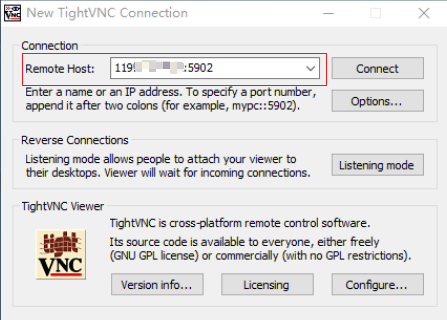 New TightVNC Connection
Connection
Remote Host:
:5902
Connect
Enter a name or an IP address. To specify a port number,
append it after two colons (for example, mypc::5902).
Options...
Reverse Connections
Listening mode allows people to attach your viewer to
their desktops. Viewer will wait for incoming connections.
Listening mode
TightVNC Viewer
TightVNC is cross-platform remote control software.
Its source code is available to everyone, either freely
(GNU GPL license) or commercially (with no GPL restrictions).
tight
VNC
Version info...
Licensing
Configure...